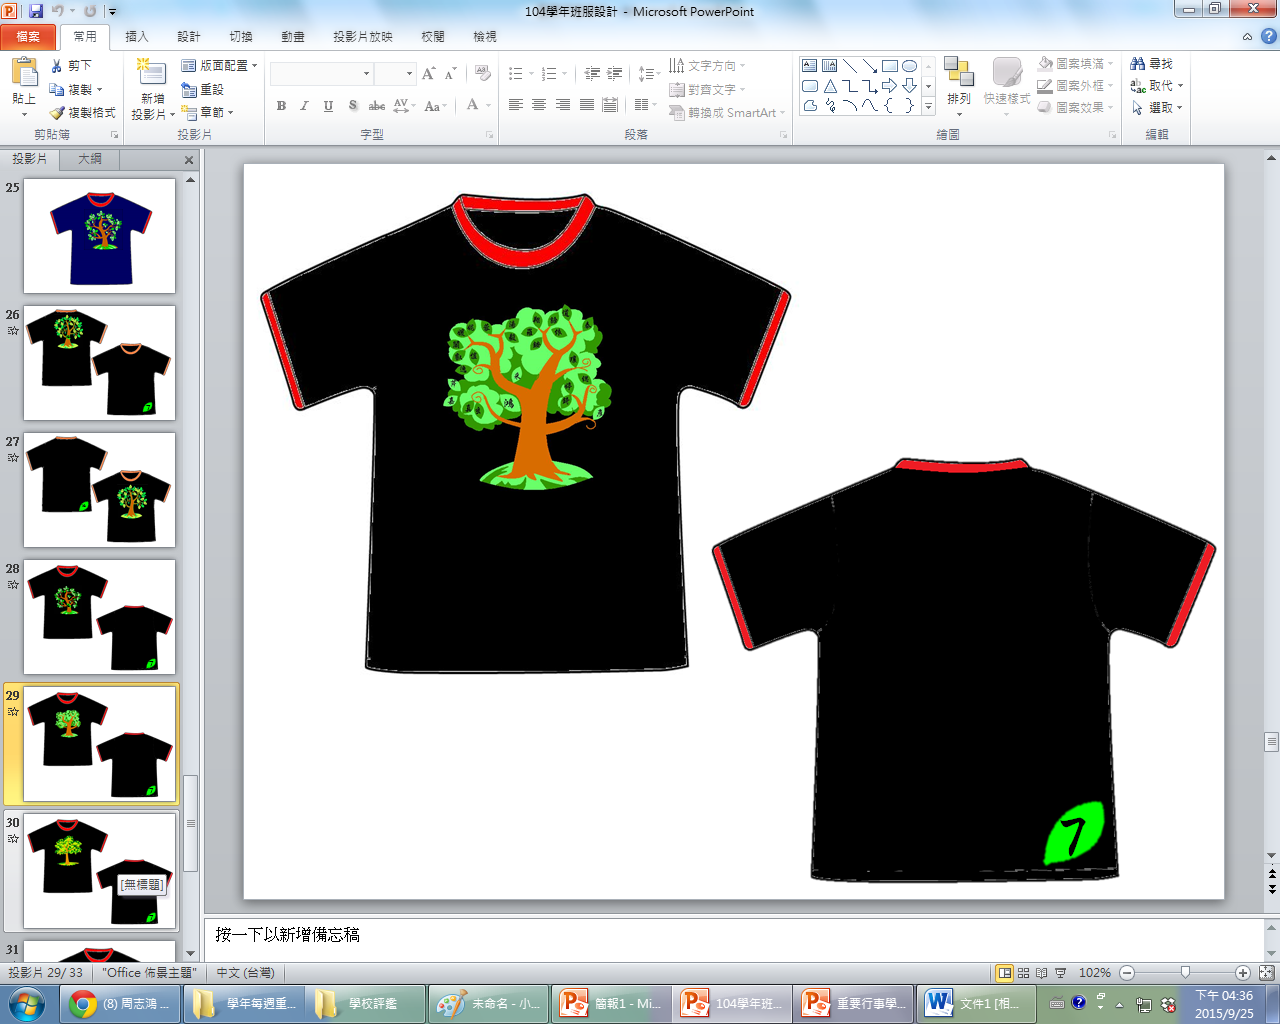 104學年班服設計 - Microsoft PowerPoint
檔案 常用 插入 設計 切換 動畫 投影片放映 校閱 檢視
貼上
剪下
複製
複製格式
剪貼簿
新增
投影片
版面配置
重設
章節
投影片
B I U S abc AV Aa A
字型
文字方向
對齊文字
轉換成 SmartArt
段落
排列
快速樣式
圖案填滿
圖案外框
圖案效果
繪圖
尋找
取代
選取
編輯
投影片 大綱
25
26
27
28
29
30
[無標題]
31
7
按一下以新增備忘稿
投影片 29/ 33 "Office 佈景主題" 中文 (台灣) 102%
(8) 周志鴻 ... 學年每週重... 學校評鑑 未命名 - 小... 簡報1 - Mi... 104學年班... 重要行事學... 文件1 [相... 下午 04:36
2015/9/25